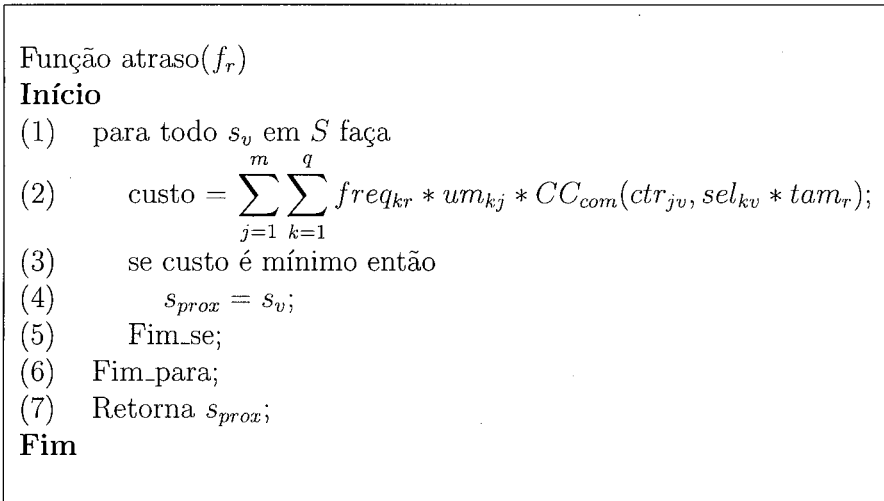 Função atraso(f_r)
Início
(1) para todo s_v em S faça
(2) custo = \sum_{j=1}^{m} \sum_{k=1}^{q} freq_{kr} * um_{kj} * CC_{com}(ctr_{jv}, sel_{kv} * tam_r);
(3) se custo é mínimo então
(4) s_{prox} = s_v;
(5) Fim_se;
(6) Fim_para;
(7) Retorna s_{prox};
Fim